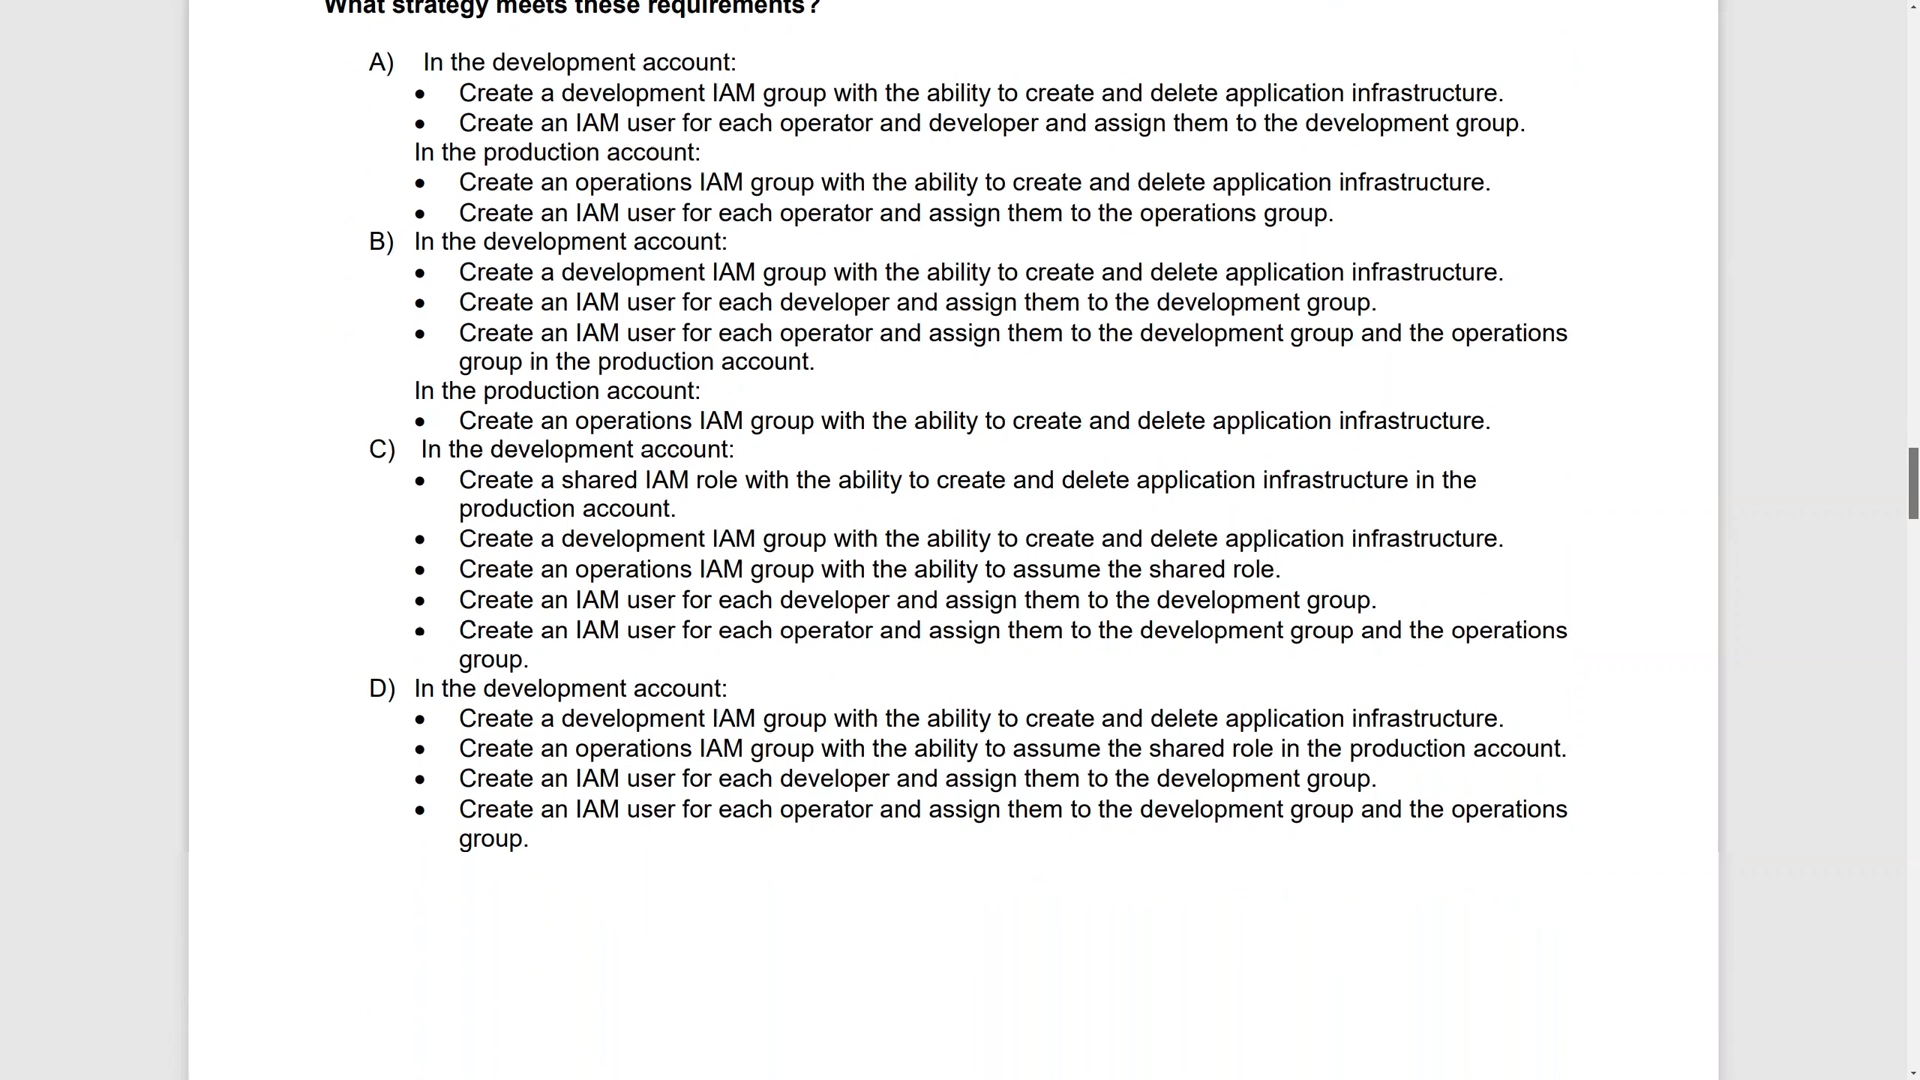 What strategy meets these requirements?
A) In the development account:
• Create a development IAM group with the ability to create and delete application infrastructure.
• Create an IAM user for each operator and developer and assign them to the development group.
In the production account:
• Create an operations IAM group with the ability to create and delete application infrastructure.
• Create an IAM user for each operator and assign them to the operations group.
B) In the development account:
• Create a development IAM group with the ability to create and delete application infrastructure.
• Create an IAM user for each developer and assign them to the development group.
• Create an IAM user for each operator and assign them to the development group and the operations
group in the production account.
In the production account:
• Create an operations IAM group with the ability to create and delete application infrastructure.
C) In the development account:
• Create a shared IAM role with the ability to create and delete application infrastructure in the
production account.
• Create a development IAM group with the ability to create and delete application infrastructure.
• Create an operations IAM group with the ability to assume the shared role.
• Create an IAM user for each developer and assign them to the development group.
• Create an IAM user for each operator and assign them to the development group and the operations
group.
D) In the development account:
• Create a development IAM group with the ability to create and delete application infrastructure.
• Create an operations IAM group with the ability to assume the shared role in the production account.
• Create an IAM user for each developer and assign them to the development group.
• Create an IAM user for each operator and assign them to the development group and the operations
group.